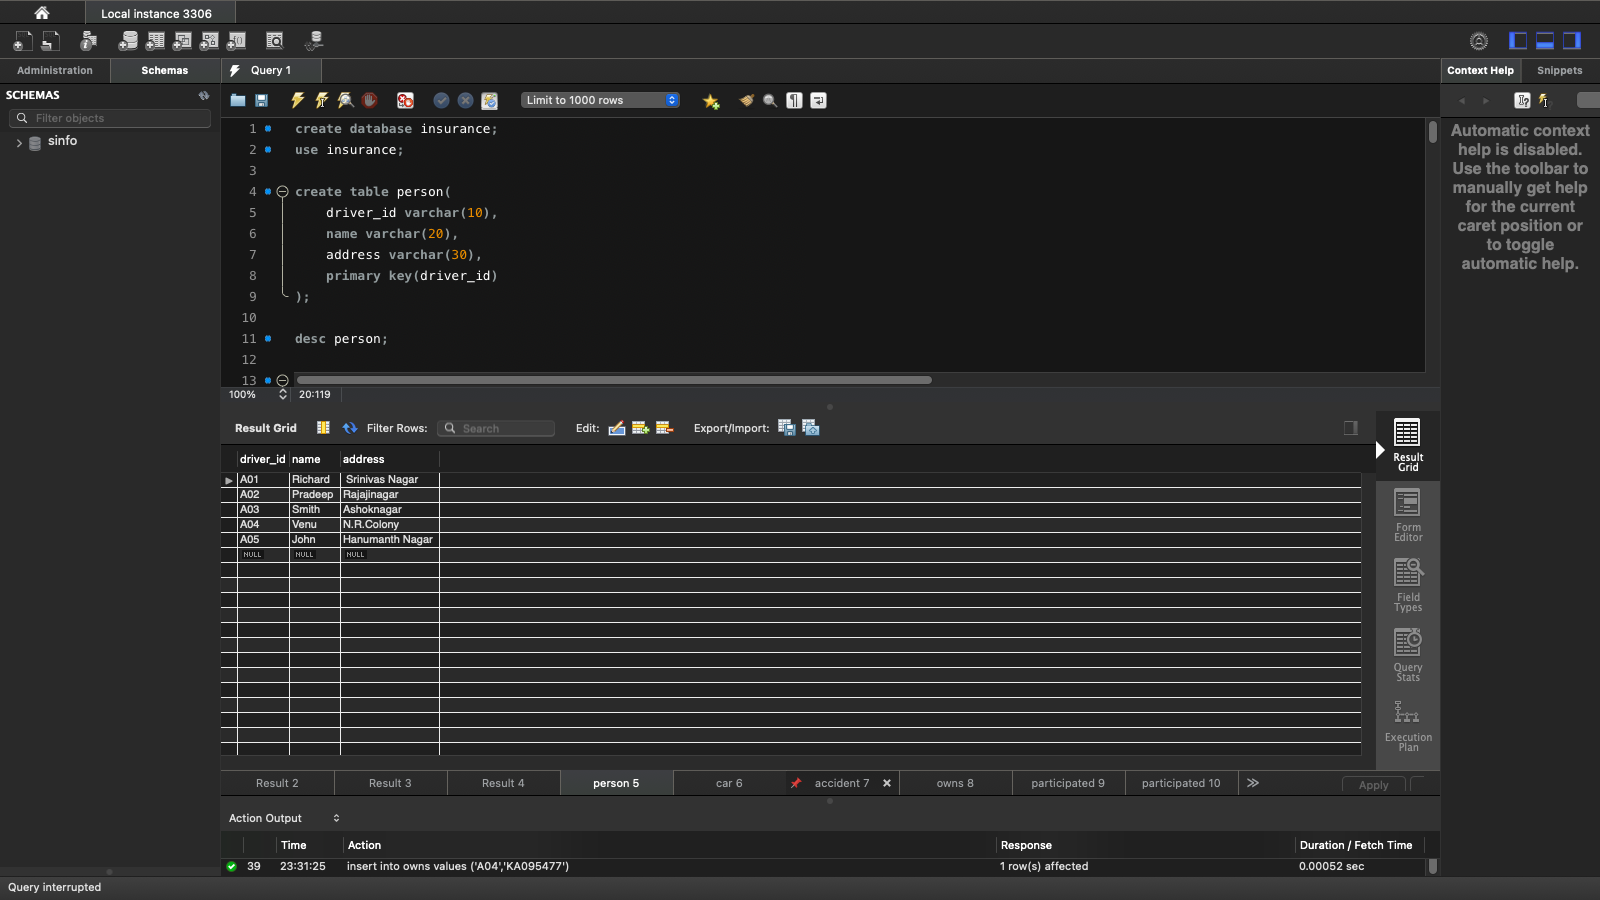 Local instance 3306
Administration Schemas Query 1 Context Help Snippets
SCHEMAS
Filter objects
sinfo
Limit to 1000 rows
1 create database insurance;
2 use insurance;
3
4 create table person(
5 driver_id varchar(10),
6 name varchar(20),
7 address varchar(30),
8 primary key(driver_id)
9 );
10
11 desc person;
12
13
100% 20:119
Automatic context
help is disabled.
Use the toolbar to
manually get help
for the current
caret position or
to toggle
automatic help.
Result Grid Filter Rows: Search Edit: Export/Import:
driver_id name address
A01 Richard Srinivas Nagar
A02 Pradeep Rajajinagar
A03 Smith Ashoknagar
A04 Venu N.R.Colony
A05 John Hanumanth Nagar
NULL NULL NULL
Result
Grid
Form
Editor
Field
Types
Query
Stats
Execution
Plan
Result 2 Result 3 Result 4 person 5 car 6 accident 7 owns 8 participated 9 participated 10 Apply
Action Output
Time Action Response Duration / Fetch Time
39 23:31:25 insert into owns values ('A04','KA095477') 1 row(s) affected 0.00052 sec
Query interrupted